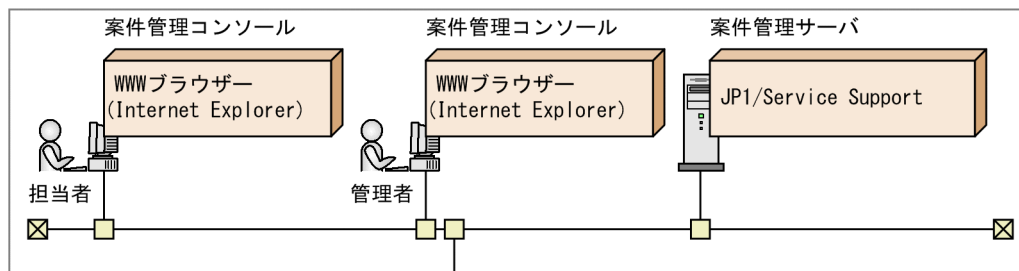 案件管理コンソール
案件管理コンソール
案件管理サーバ
WWWブラウザー
(Internet Explorer)
WWWブラウザー
(Internet Explorer)
JP1/Service Support
担当者
管理者